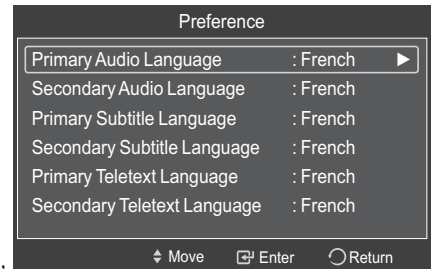 Preference
Primary Audio Language : French ►
Secondary Audio Language : French
Primary Subtitle Language : French
Secondary Subtitle Language : French
Primary Teletext Language : French
Secondary Teletext Language : French
, Move Enter Return